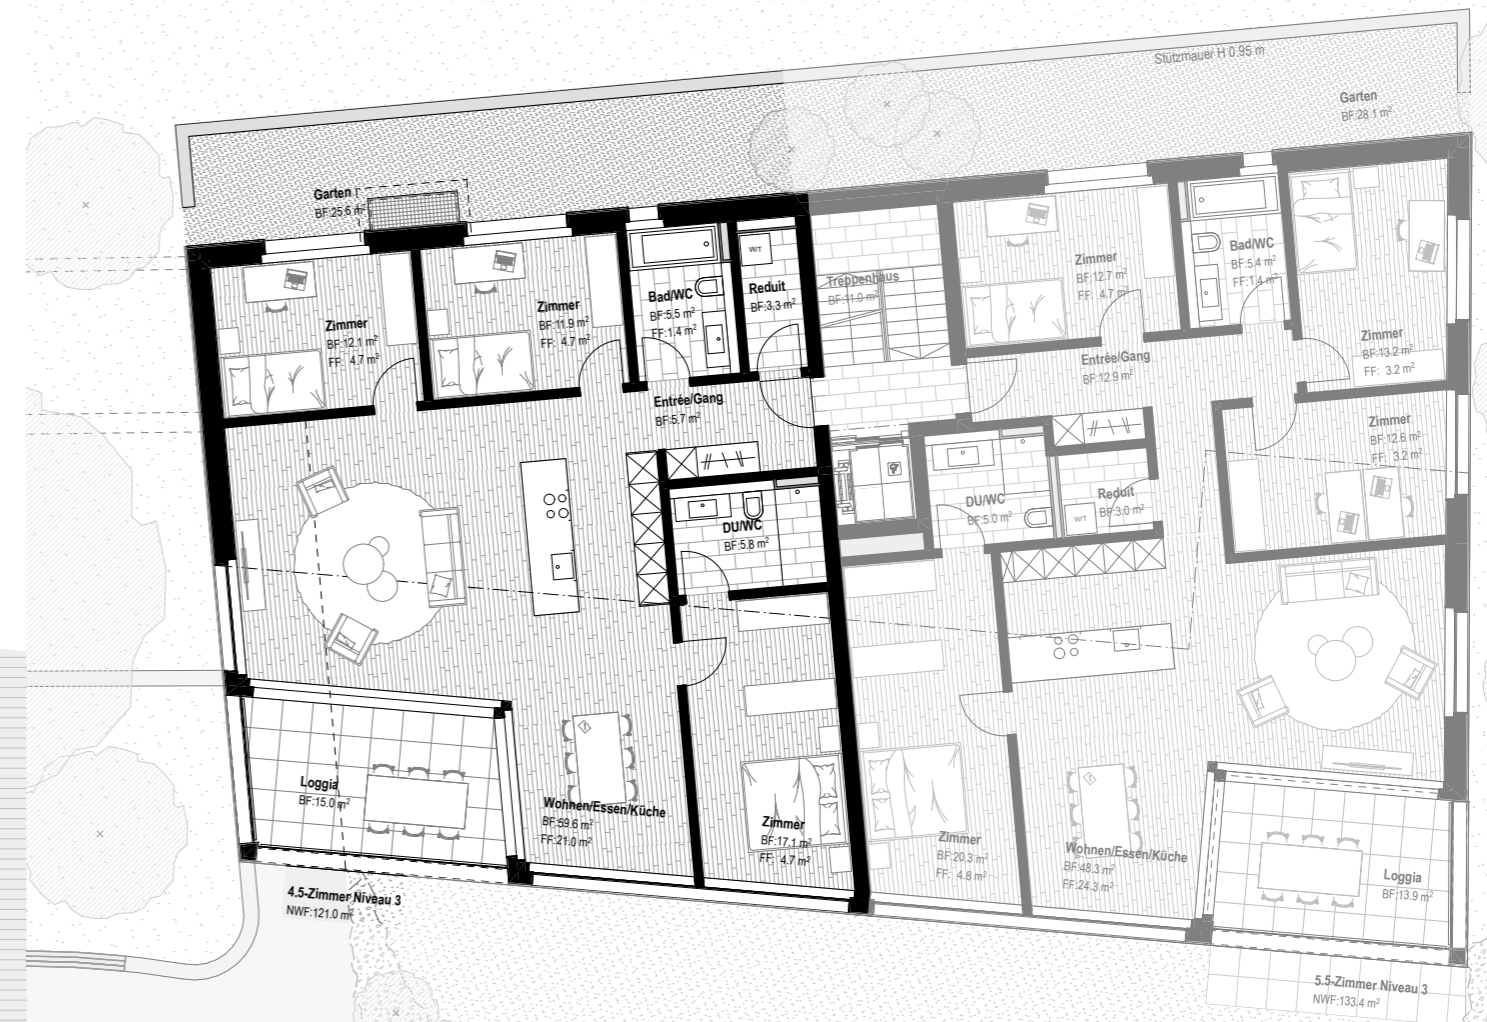 Stützmauer H 0.95 m
Garten
BF:28.1 m²
Garten
BF:25.6 m²
Zimmer
BF:12.1 m²
FF: 4.7 m²
Zimmer
BF:11.9 m²
FF: 4.7 m²
Bad/WC
BF:5.5 m²
FF:1.4 m²
W/T
Reduit
BF:3.3 m²
Treppenhaus
BF:11.0 m²
Zimmer
BF:12.7 m²
FF: 4.7 m²
Bad/WC
BF:5.4 m²
FF:1.4 m²
Zimmer
BF:13.2 m²
FF: 3.2 m²
Entrée/Gang
BF:5.7 m²
Entrée/Gang
BF:12.9 m²
Zimmer
BF:12.6 m²
FF: 3.2 m²
DU/WC
BF:5.8 m²
DU/WC
BF:5.0 m²
Reduit
BF:3.0 m²
W/T
Loggia
BF:15.0 m²
Wohnen/Essen/Küche
BF:59.6 m²
FF:21.0 m²
Zimmer
BF:17.1 m²
FF: 4.7 m²
Zimmer
BF:20.3 m²
FF: 4.8 m²
Wohnen/Essen/Küche
BF:48.3 m²
FF:24.3 m²
Loggia
BF:13.9 m²
4.5-Zimmer Niveau 3
NWF:121.0 m²
5.5-Zimmer Niveau 3
NWF:133.4 m²